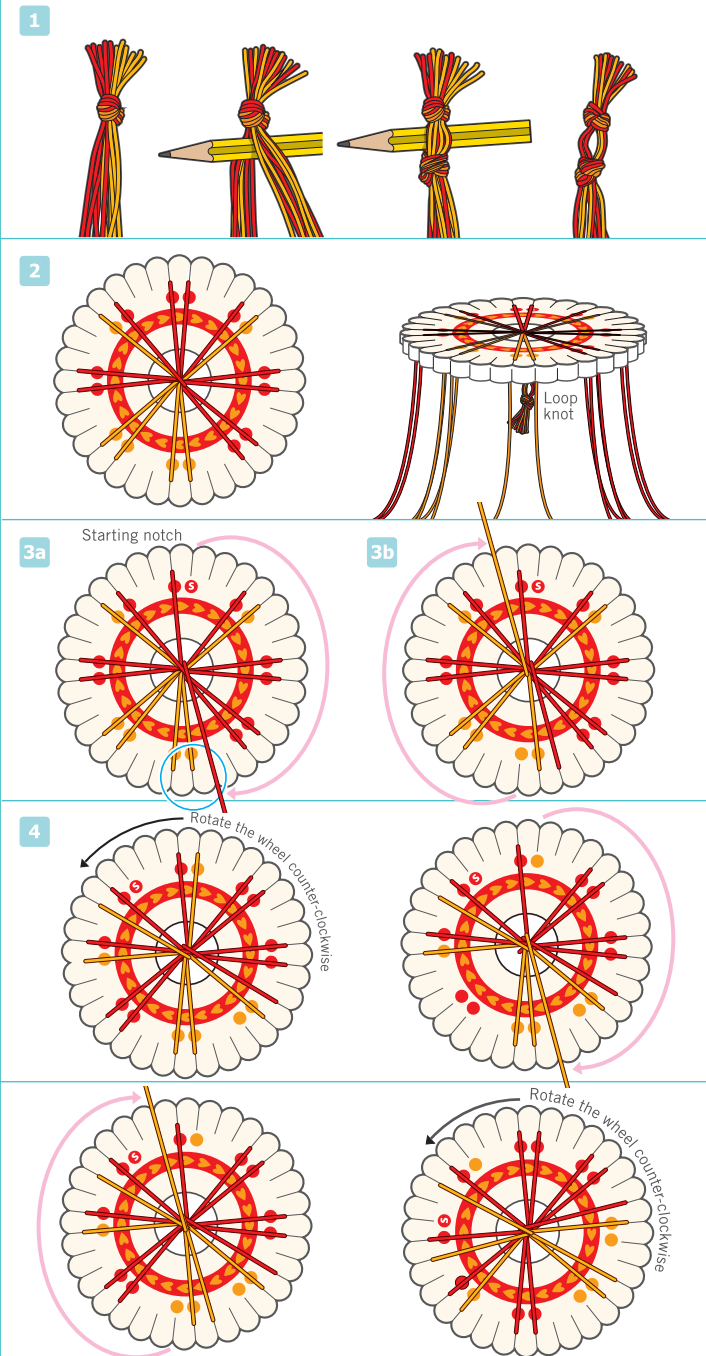 1
2
Loop
knot
3a
Starting notch
S
3b
S
4
Rotate the wheel counter-clockwise
S
S
S
Rotate the wheel counter-clockwise
S